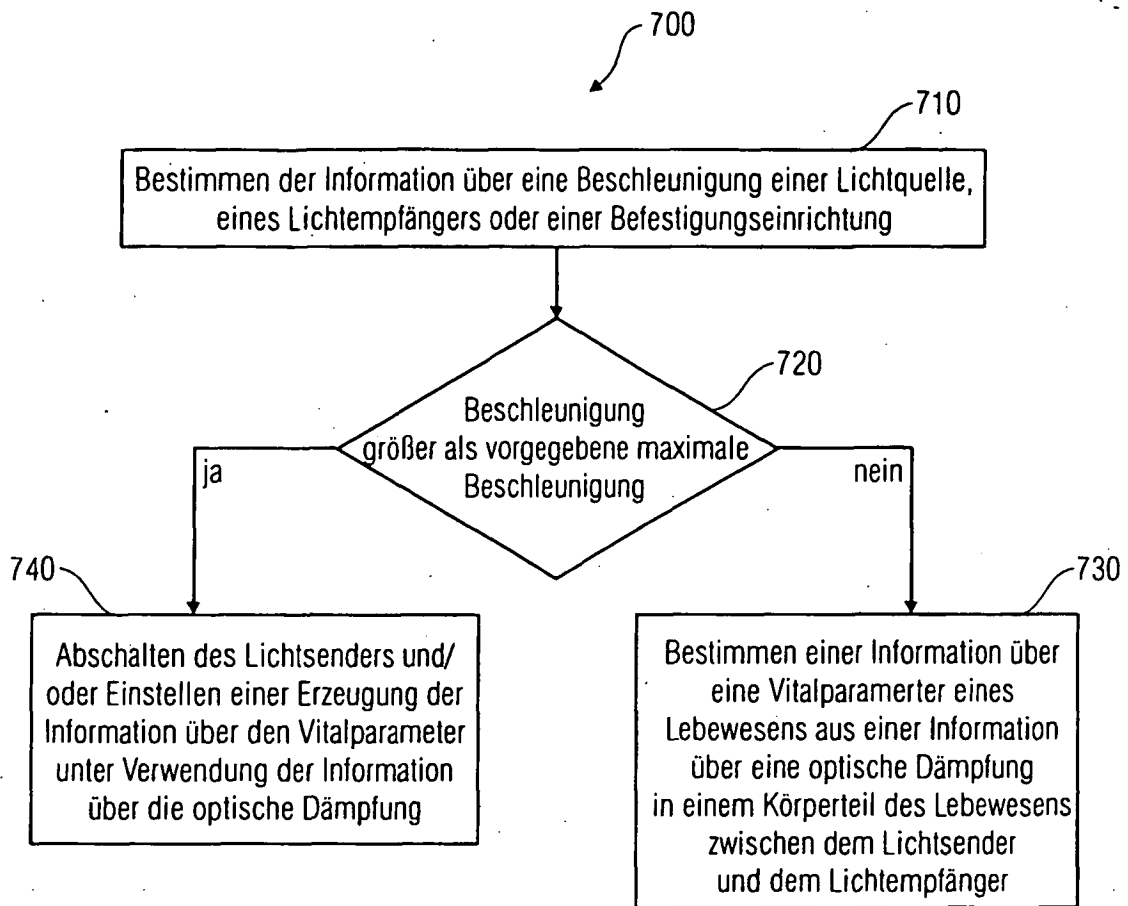 700
710
Bestimmen der Information über eine Beschleunigung einer Lichtquelle,
eines Lichtempfängers oder einer Befestigungseinrichtung
720
Beschleunigung
größer als vorgegebene maximale
Beschleunigung
ja
nein
740
730
Abschalten des Lichtsenders und/
oder Einstellen einer Erzeugung der
Information über den Vitalparameter
unter Verwendung der Information
über die optische Dämpfung
Bestimmen einer Information über
eine Vitalparamerter eines
Lebewesens aus einer Information
über eine optische Dämpfung
in einem Körperteil des Lebewesens
zwischen dem Lichtsender
und dem Lichtempfänger